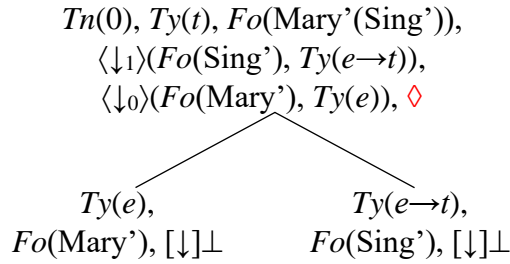 Tn(0), Ty(t), Fo(Mary’(Sing’)),
⟨↓₁⟩(Fo(Sing’), Ty(e→t)),
⟨↓₀⟩(Fo(Mary’), Ty(e)), ◊
Ty(e), Ty(e→t),
Fo(Mary’), [↓]⊥ Fo(Sing’), [↓]⊥